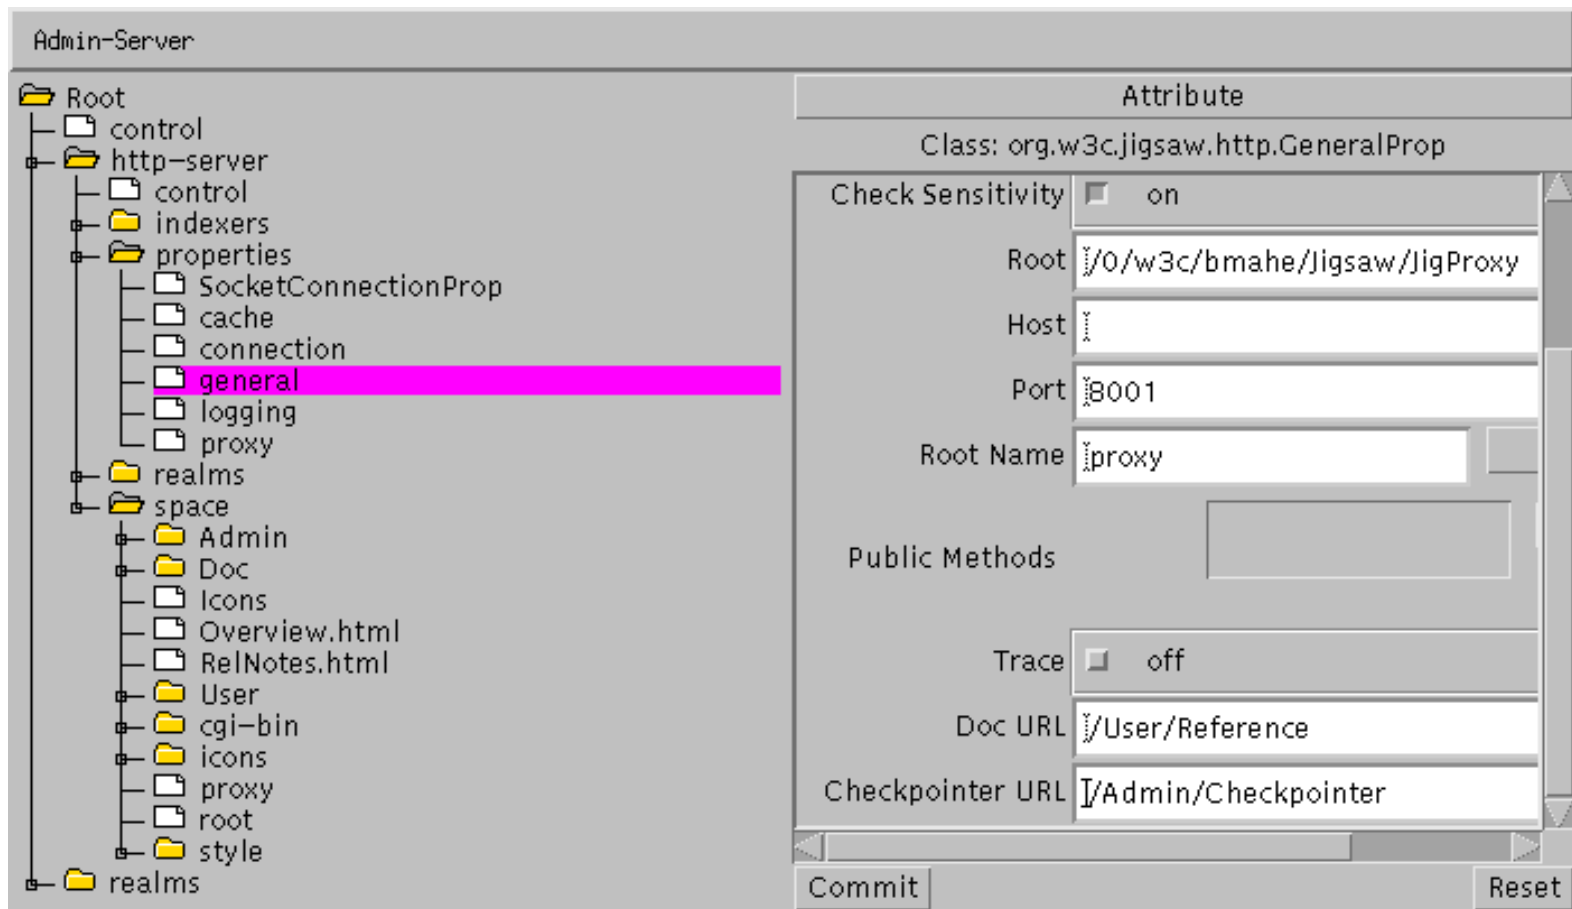 Admin-Server
Root
control
http-server
control
indexers
properties
SocketConnectionProp
cache
connection
general
logging
proxy
realms
space
Admin
Doc
Icons
Overview.html
RelNotes.html
User
cgi-bin
icons
proxy
root
style
realms
Attribute
Class: org.w3c.jigsaw.http.GeneralProp
Check Sensitivity on
Root /0/w3c/bmahe/Jigsaw/JigProxy
Host
Port 8001
Root Name proxy
Public Methods
Trace off
Doc URL /User/Reference
Checkpointer URL /Admin/Checkpointer
Commit Reset